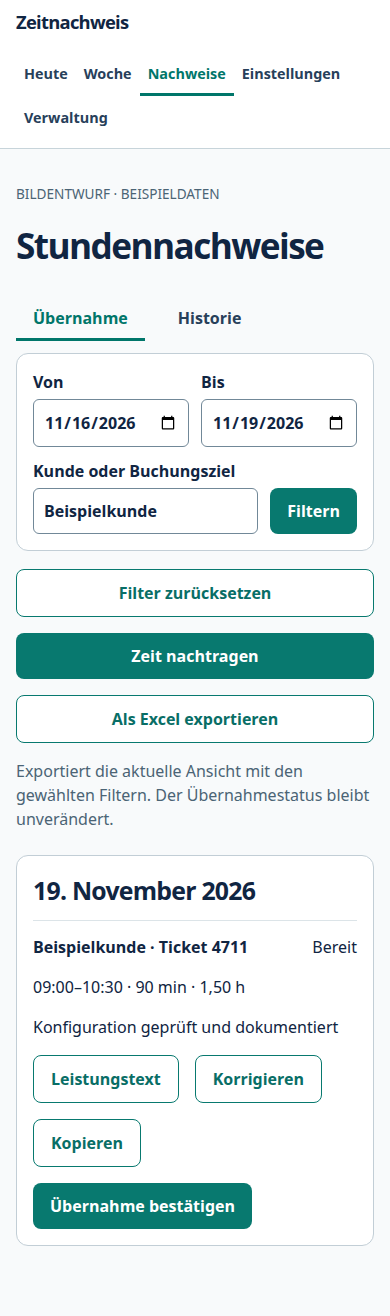 Zeitnachweis
Heute Woche Nachweise Einstellungen
Verwaltung
BILDENTWURF · BEISPIELDATEN
Stundennachweise
Übernahme Historie
Von Bis
11/16/2026 11/19/2026
Kunde oder Buchungsziel
Beispielkunde Filtern
Filter zurücksetzen
Zeit nachtragen
Als Excel exportieren
Exportiert die aktuelle Ansicht mit den
gewählten Filtern. Der Übernahmestatus bleibt
unverändert.
19. November 2026
Beispielkunde · Ticket 4711 Bereit
09:00–10:30 · 90 min · 1,50 h
Konfiguration geprüft und dokumentiert
Leistungstext Korrigieren
Kopieren
Übernahme bestätigen